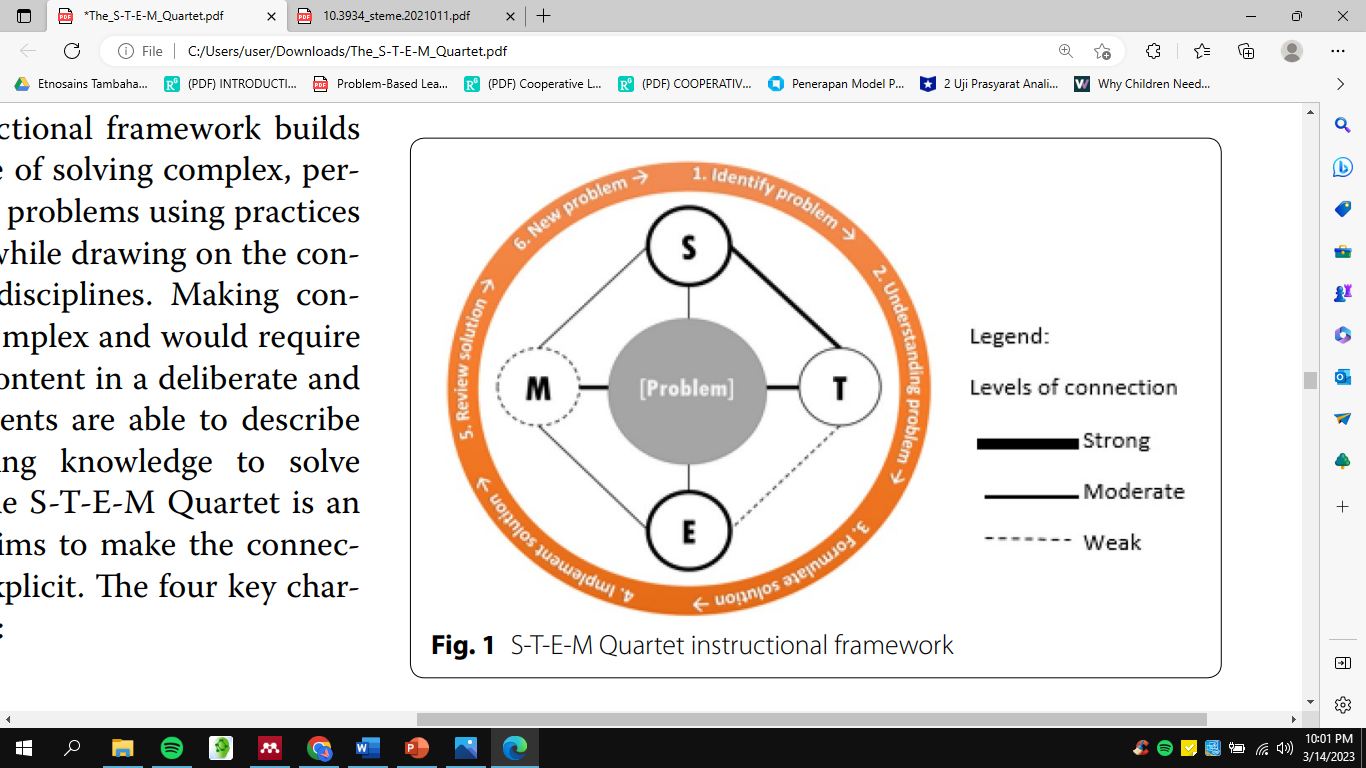 *The_S-T-E-M_Quartet.pdf
10.3934_steme.2021011.pdf
File
C:/Users/user/Downloads/The_S-T-E-M_Quartet.pdf
Etnosains Tambaha...
(PDF) INTRODUCTI...
Problem-Based Lea...
(PDF) Cooperative L...
(PDF) COOPERATIV...
Penerapan Model P...
2 Uji Prasyarat Anali...
Why Children Need...
ctional framework builds
e of solving complex, per-
problems using practices
while drawing on the con-
disciplines. Making con-
mplex and would require
ontent in a deliberate and
ents are able to describe
ing knowledge to solve
e S-T-E-M Quartet is an
ims to make the connec-
xplicit. The four key char-
:
1. Identify problem →
2. Understanding problem →
3. Formulate solution →
4. Implement solution →
5. Review solution →
6. New problem →
S
M
[Problem]
T
E
Legend:
Levels of connection
Strong
Moderate
Weak
Fig. 1 S-T-E-M Quartet instructional framework
10:01 PM
3/14/2023